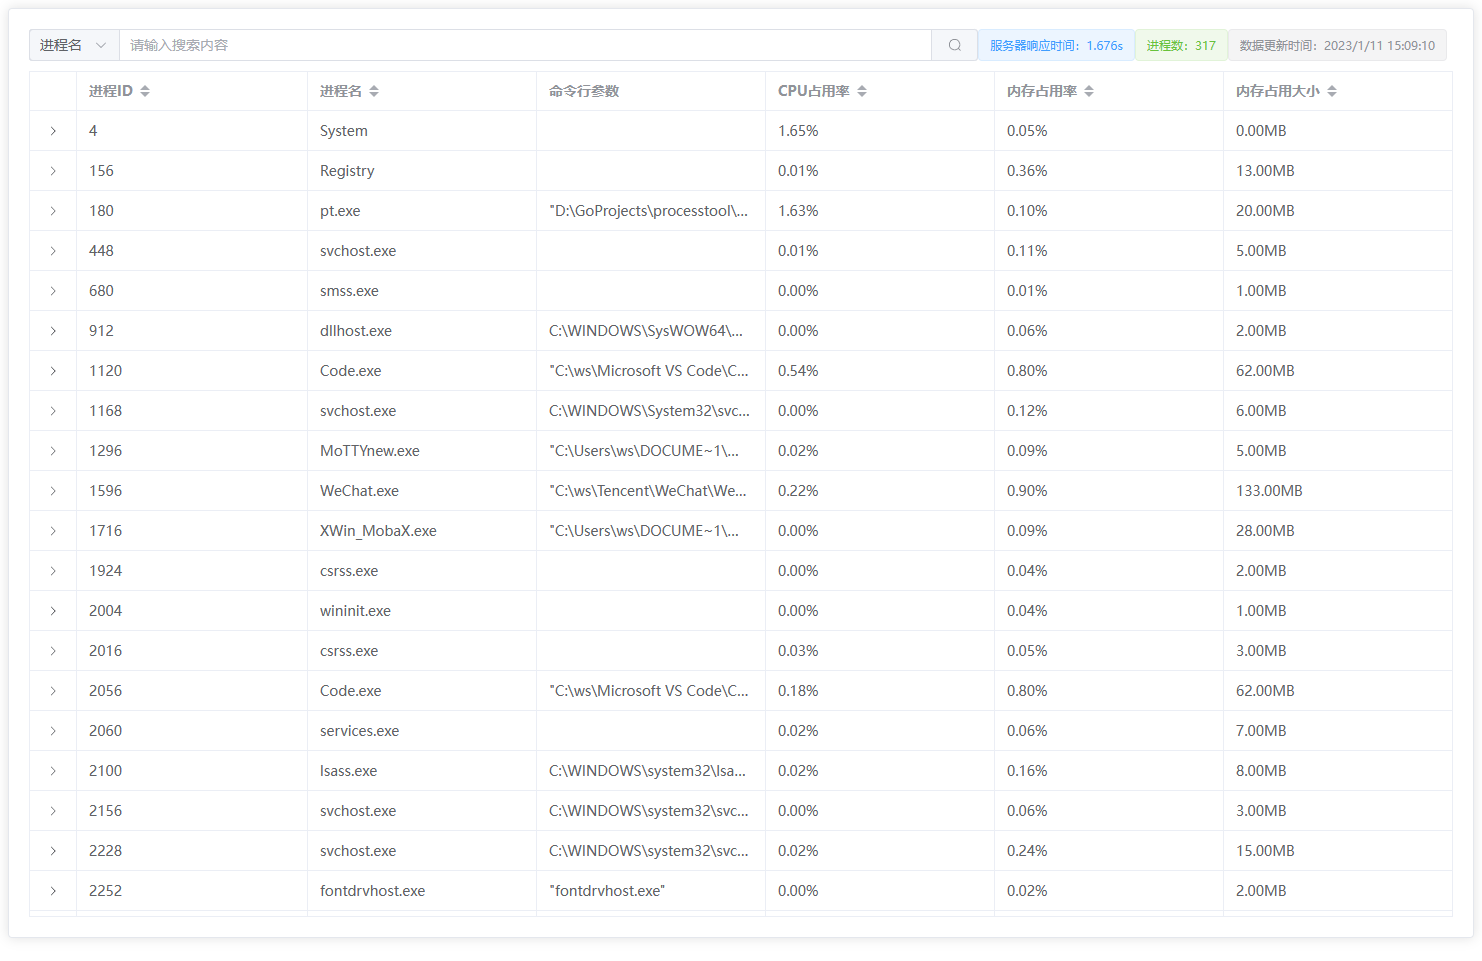 进程名 请输入搜索内容 服务器响应时间：1.676s 进程数：317 数据更新时间：2023/1/11 15:09:10
进程ID 进程名 命令行参数 CPU占用率 内存占用率 内存占用大小
4 System 1.65% 0.05% 0.00MB
156 Registry 0.01% 0.36% 13.00MB
180 pt.exe "D:\GoProjects\processtool\... 1.63% 0.10% 20.00MB
448 svchost.exe 0.01% 0.11% 5.00MB
680 smss.exe 0.00% 0.01% 1.00MB
912 dllhost.exe C:\WINDOWS\SysWOW64\... 0.00% 0.06% 2.00MB
1120 Code.exe "C:\ws\Microsoft VS Code\C... 0.54% 0.80% 62.00MB
1168 svchost.exe C:\WINDOWS\System32\svc... 0.00% 0.12% 6.00MB
1296 MoTTYnew.exe "C:\Users\ws\DOCUME~1\... 0.02% 0.09% 5.00MB
1596 WeChat.exe "C:\ws\Tencent\WeChat\We... 0.22% 0.90% 133.00MB
1716 XWin_MobaX.exe "C:\Users\ws\DOCUME~1\... 0.00% 0.09% 28.00MB
1924 csrss.exe 0.00% 0.04% 2.00MB
2004 wininit.exe 0.00% 0.04% 1.00MB
2016 csrss.exe 0.03% 0.05% 3.00MB
2056 Code.exe "C:\ws\Microsoft VS Code\C... 0.18% 0.80% 62.00MB
2060 services.exe 0.02% 0.06% 7.00MB
2100 lsass.exe C:\WINDOWS\system32\lsa... 0.02% 0.16% 8.00MB
2156 svchost.exe C:\WINDOWS\system32\svc... 0.00% 0.06% 3.00MB
2228 svchost.exe C:\WINDOWS\system32\svc... 0.02% 0.24% 15.00MB
2252 fontdrvhost.exe "fontdrvhost.exe" 0.00% 0.02% 2.00MB